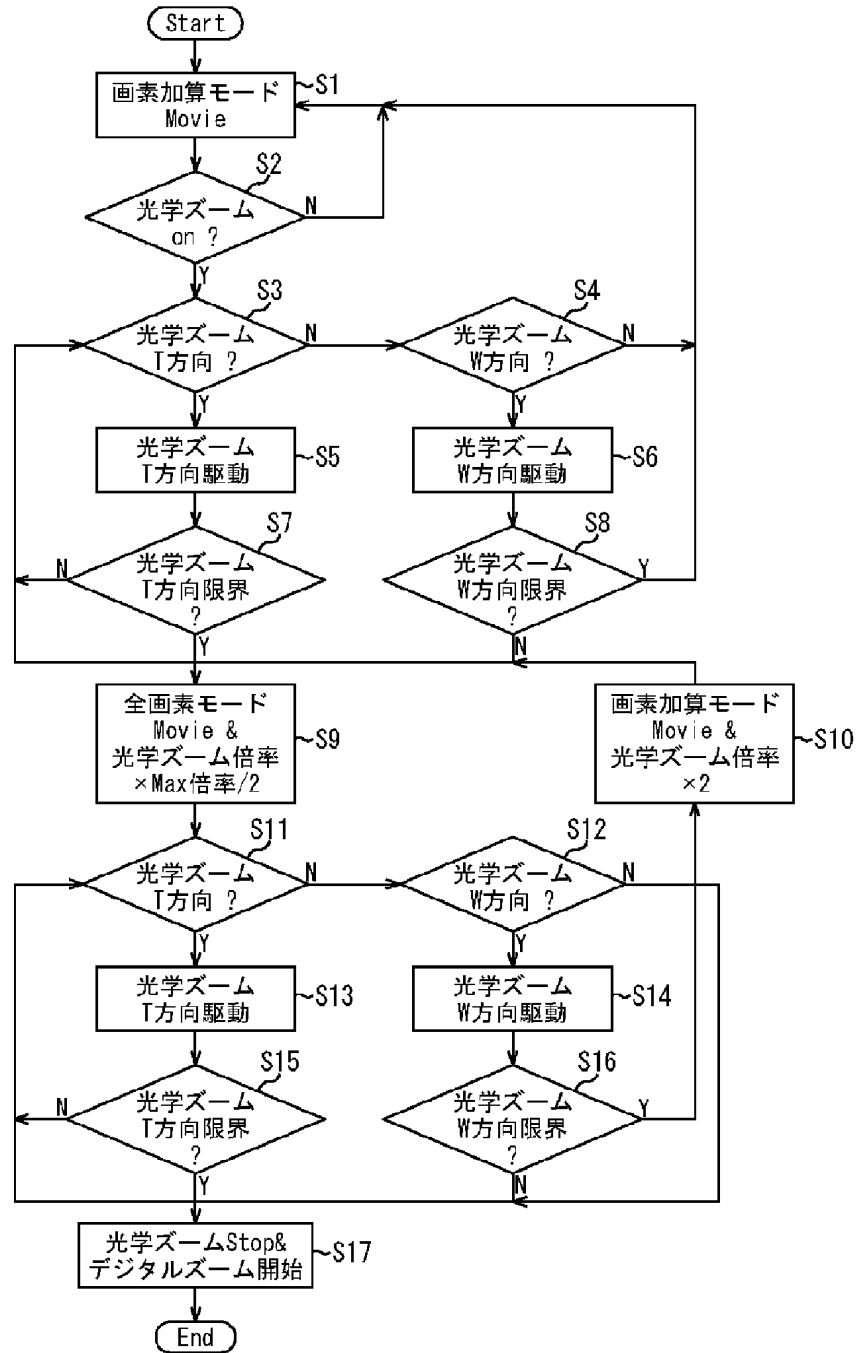 Start
画素加算モード
Movie
S1
S2
光学ズーム
on ?
N
Y
S3
光学ズーム
T方向 ?
N
Y
S4
光学ズーム
W方向 ?
N
Y
光学ズーム
T方向駆動
S5
光学ズーム
W方向駆動
S6
S7
光学ズーム
T方向限界
?
N
Y
S8
光学ズーム
W方向限界
?
Y
N
全画素モード
Movie &
光学ズーム倍率
×Max倍率/2
S9
画素加算モード
Movie &
光学ズーム倍率
×2
S10
S11
光学ズーム
T方向 ?
N
Y
S12
光学ズーム
W方向 ?
N
Y
光学ズーム
T方向駆動
S13
光学ズーム
W方向駆動
S14
S15
光学ズーム
T方向限界
?
N
Y
S16
光学ズーム
W方向限界
?
Y
N
光学ズームStop&
デジタルズーム開始
S17
End